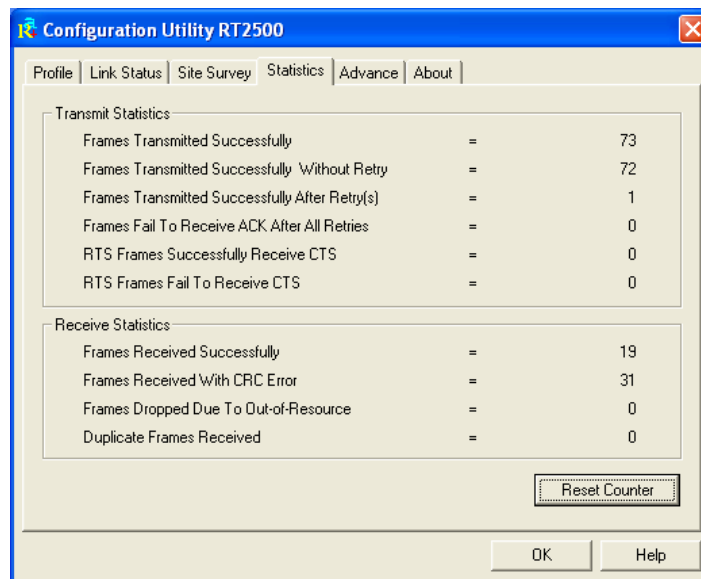 Configuration Utility RT2500
Profile Link Status Site Survey Statistics Advance About
Transmit Statistics
Frames Transmitted Successfully = 73
Frames Transmitted Successfully Without Retry = 72
Frames Transmitted Successfully After Retry(s) = 1
Frames Fail To Receive ACK After All Retries = 0
RTS Frames Successfully Receive CTS = 0
RTS Frames Fail To Receive CTS = 0
Receive Statistics
Frames Received Successfully = 19
Frames Received With CRC Error = 31
Frames Dropped Due To Out-of-Resource = 0
Duplicate Frames Received = 0
Reset Counter
OK Help